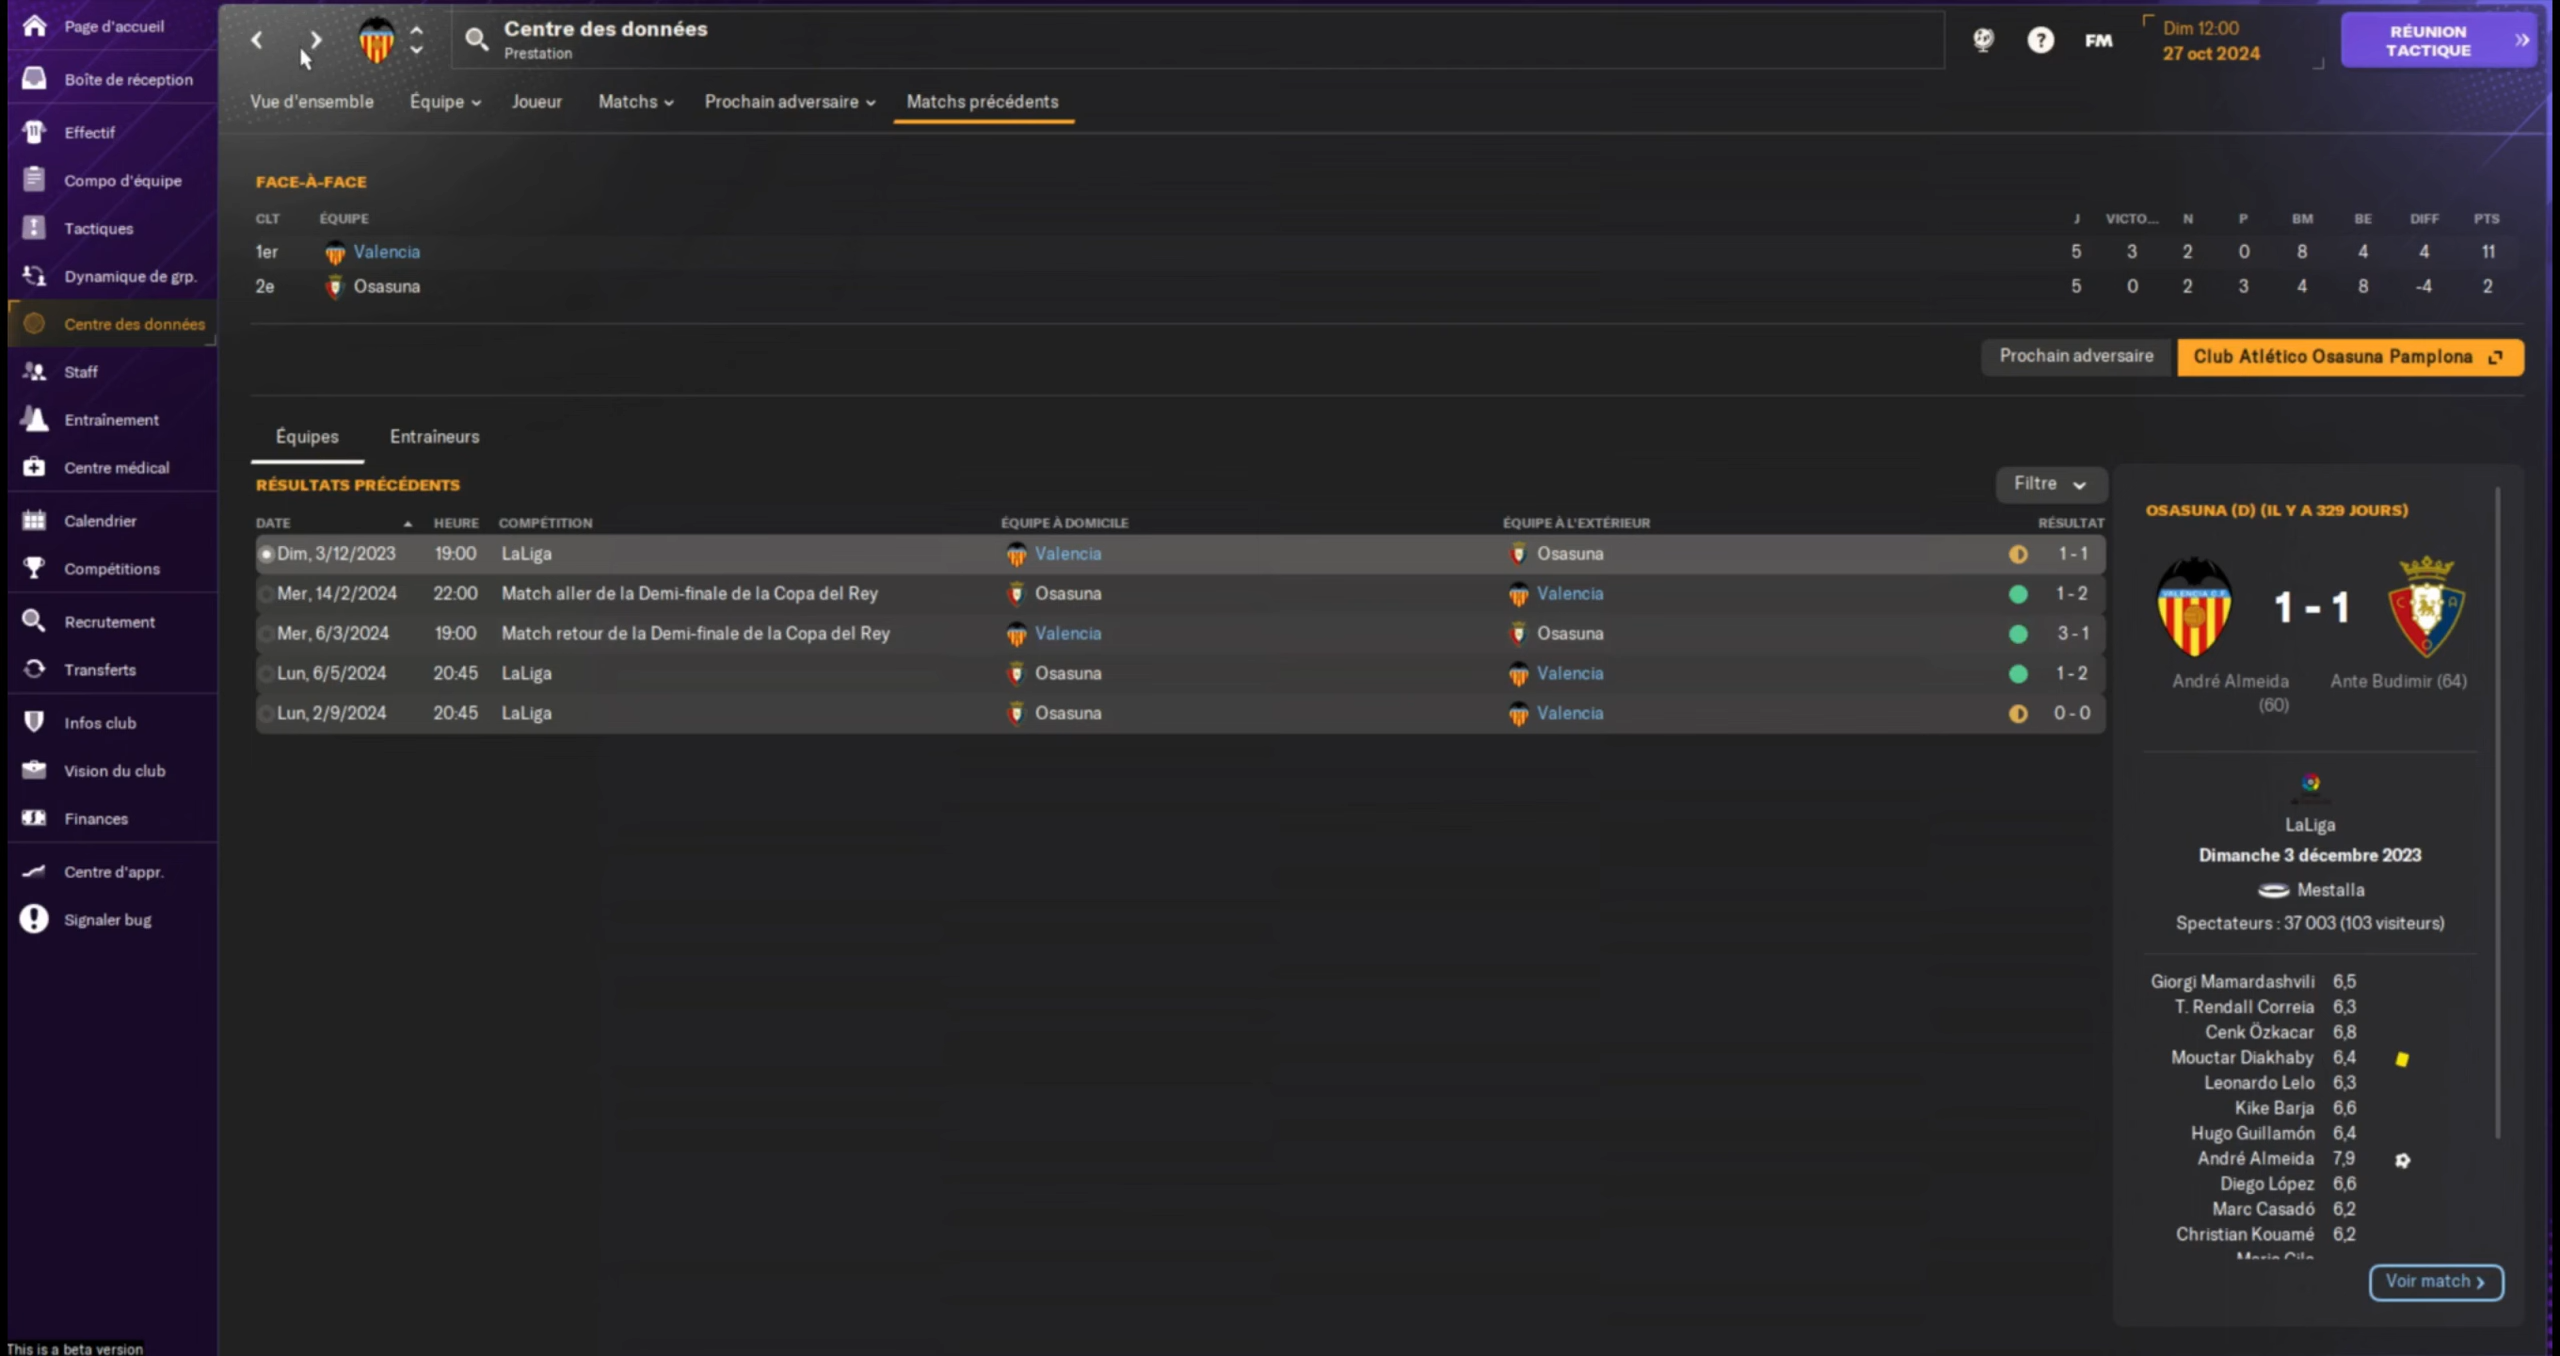 Page d'accueil
Boîte de réception
Effectif
Compo d'équipe
Tactiques
Dynamique de grp.
Centre des données
Staff
Entraînement
Centre médical
Calendrier
Compétitions
Recrutement
Transferts
Infos club
Vision du club
Finances
Centre d'appr.
Signaler bug
This is a beta version
Centre des données
Prestation
? FM
Dim 12:00
27 oct 2024
RÉUNION
TACTIQUE
Vue d'ensemble Équipe Joueur Matchs Prochain adversaire Matchs précédents
FACE-À-FACE
CLT ÉQUIPE J VICTO... N P BM BE DIFF PTS
1er Valencia 5 3 2 0 8 4 4 11
2e Osasuna 5 0 2 3 4 8 -4 2
Prochain adversaire Club Atlético Osasuna Pamplona
Équipes Entraîneurs
RÉSULTATS PRÉCÉDENTS
Filtre
DATE HEURE COMPÉTITION ÉQUIPE À DOMICILE ÉQUIPE À L'EXTÉRIEUR RÉSULTAT
Dim, 3/12/2023 19:00 LaLiga Valencia Osasuna 1 - 1
Mer, 14/2/2024 22:00 Match aller de la Demi-finale de la Copa del Rey Osasuna Valencia 1 - 2
Mer, 6/3/2024 19:00 Match retour de la Demi-finale de la Copa del Rey Valencia Osasuna 3 - 1
Lun, 6/5/2024 20:45 LaLiga Osasuna Valencia 1 - 2
Lun, 2/9/2024 20:45 LaLiga Osasuna Valencia 0 - 0
OSASUNA (D) (IL Y A 329 JOURS)
1 - 1
André Almeida
(60)
Ante Budimir (64)
LaLiga
Dimanche 3 décembre 2023
Mestalla
Spectateurs : 37 003 (103 visiteurs)
Giorgi Mamardashvili 6,5
T. Rendall Correia 6,3
Cenk Özkacar 6,8
Mouctar Diakhaby 6,4
Leonardo Lelo 6,3
Kike Barja 6,6
Hugo Guillamón 6,4
André Almeida 7,9
Diego López 6,6
Marc Casadó 6,2
Christian Kouamé 6,2
Voir match